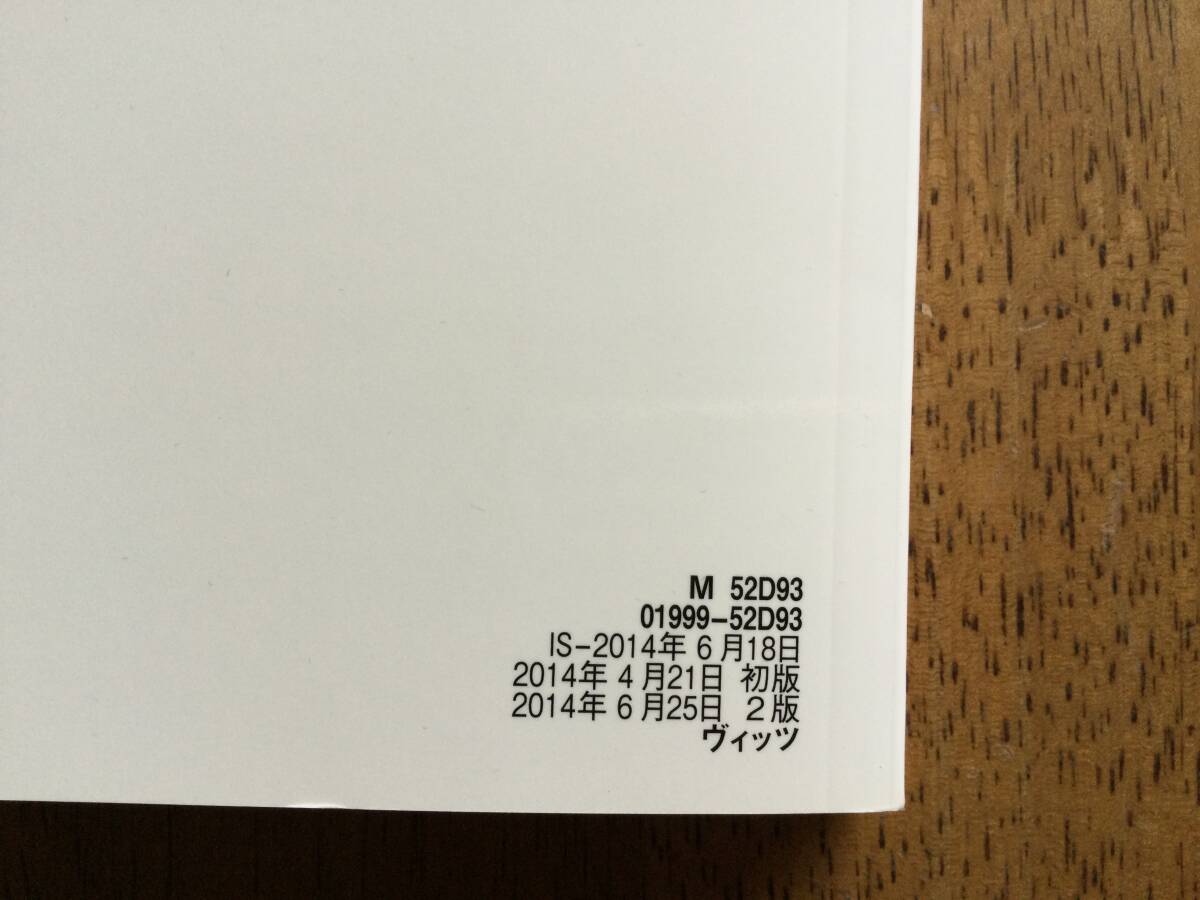 M 52D93
01999-52D93
IS-2014年 6月18日
2014年 4月21日 初版
2014年 6月25日 2版
ヴィッツ